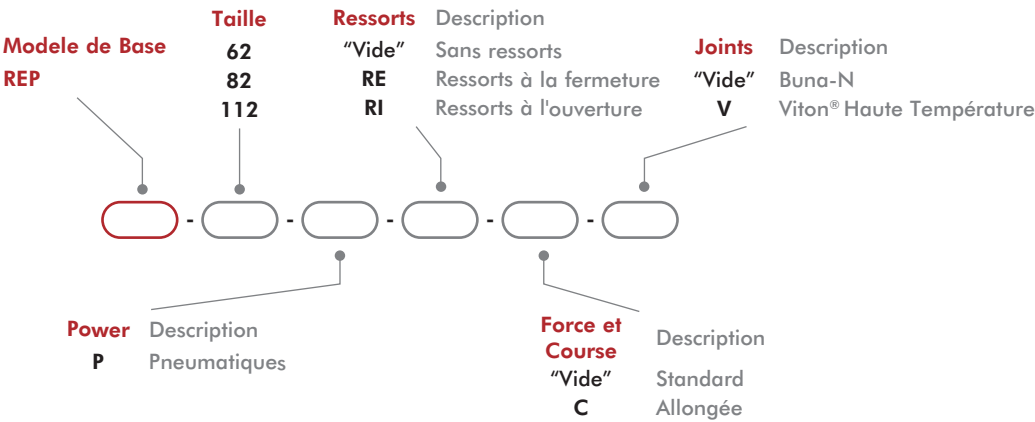 Modele de Base
REP
Taille
62
82
112
Ressorts Description
“Vide” Sans ressorts
RE Ressorts à la fermeture
RI Ressorts à l'ouverture
Joints Description
“Vide” Buna-N
V Viton® Haute Température
- - - - -
Power Description
P Pneumatiques
Force et
Course Description
“Vide” Standard
C Allongée